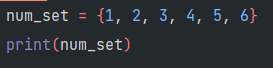 num_set = {1, 2, 3, 4, 5, 6}
print(num_set)